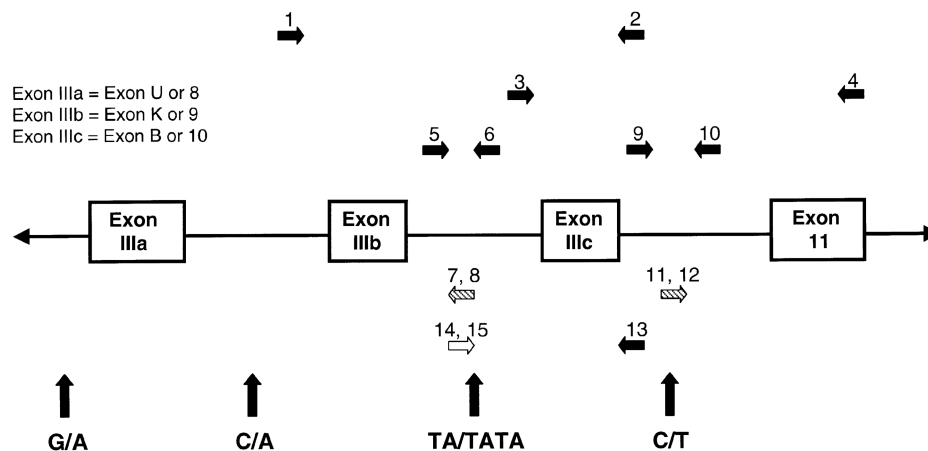 1
2
3
4
Exon IIIa = Exon U or 8
Exon IIIb = Exon K or 9
Exon IIIc = Exon B or 10
5 6 9 10
Exon IIIa
Exon IIIb
Exon IIIc
Exon 11
7, 8
11, 12
14, 15
13
G/A
C/A
TA/TATA
C/T